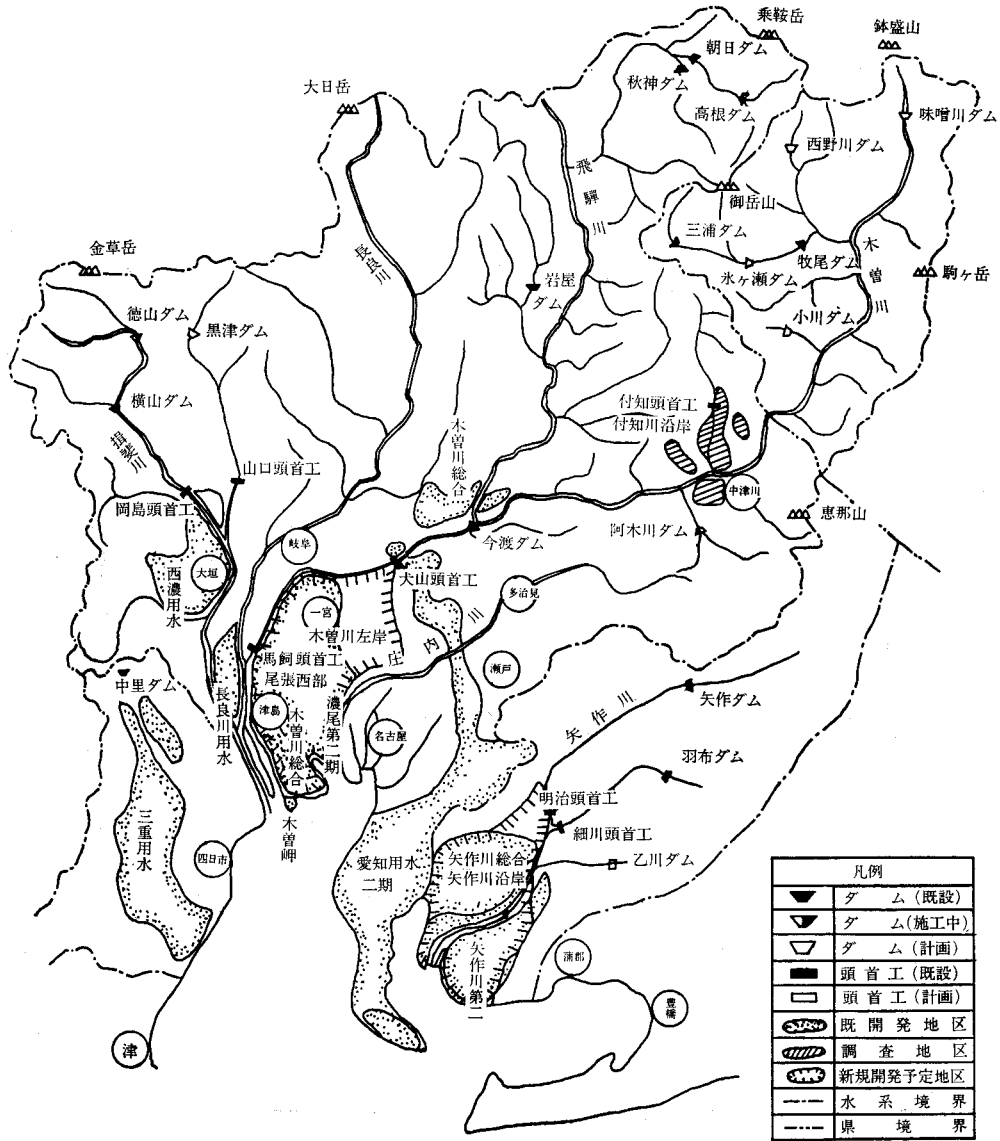 乗鞍岳
鉢盛山
朝日ダム
大日岳
秋神ダム
高根ダム
味噌川ダム
西野川ダム
飛驒川
御岳山
長良川
三浦ダム
木曽川
金草岳
牧尾ダム
氷ヶ瀬ダム
駒ヶ岳
岩屋ダム
徳山ダム
黒津ダム
小川ダム
横山ダム
付知頭首工
付知川沿岸
木曽川総合
揖斐川
山口頭首工
中津川
岡島頭首工
恵那山
岐阜
今渡ダム
阿木川ダム
大垣
西濃用水
犬山頭首工
多治見
一宮
木曽川左岸
庄内川
馬飼頭首工
尾張西部
瀬戸
中里ダム
長良川用水
津島
木曽川総合
濃尾第二期
名古屋
矢作川
矢作ダム
羽布ダム
三重用水
木曽岬
明治頭首工
細川頭首工
四日市
愛知用水
二期
矢作川総合
矢作川沿岸
乙川ダム
矢作川第二
蒲郡
豊橋
津
凡例
ダム(既設)
ダム(施工中)
ダム(計画)
頭首工(既設)
頭首工(計画)
既開発地区
調査地区
新規開発予定地区
水系境界
県境界